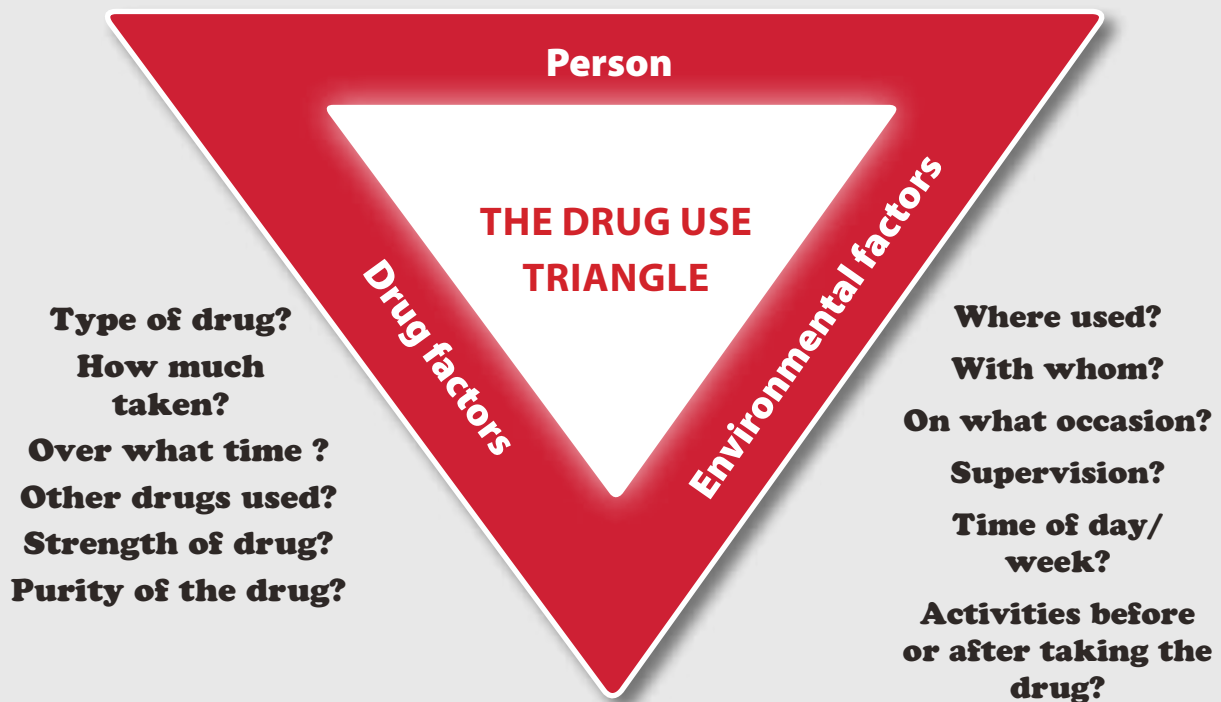 Person
THE DRUG USE
TRIANGLE
Drug factors
Environmental factors
Type of drug?
How much
taken?
Over what time ?
Other drugs used?
Strength of drug?
Purity of the drug?
Where used?
With whom?
On what occasion?
Supervision?
Time of day/
week?
Activities before
or after taking the
drug?